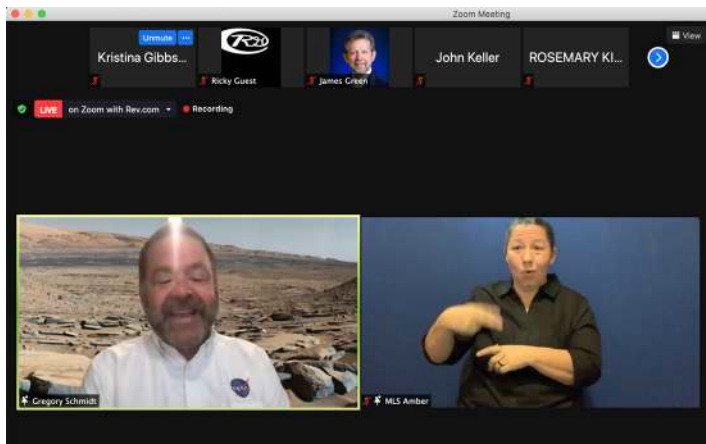 Zoom Meeting
View
Unmute
Kristina Gibbs...
Ricky Guest
James Green
John Keller
ROSEMARY KI...
LIVE on Zoom with Rev.com
Recording
NASA
Gregory Schmidt
MLS Amber